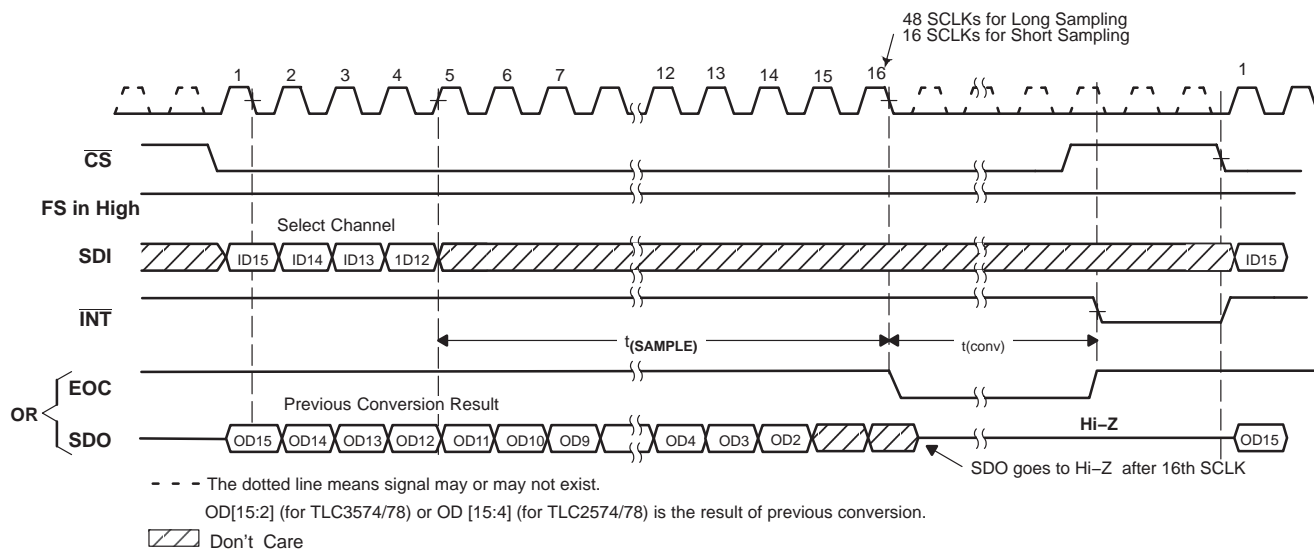 48 SCLKs for Long Sampling
16 SCLKs for Short Sampling
1 2 3 4 5 6 7 12 13 14 15 16 1
CS
FS in High
Select Channel
SDI ID15 ID14 ID13 1D12 ID15
INT
t(SAMPLE) t(conv)
EOC
OR
Previous Conversion Result
SDO OD15 OD14 OD13 OD12 OD11 OD10 OD9 OD4 OD3 OD2 Hi–Z OD15
SDO goes to Hi–Z after 16th SCLK
- - - - The dotted line means signal may or may not exist.
OD[15:2] (for TLC3574/78) or OD [15:4] (for TLC2574/78) is the result of previous conversion.
Don't Care